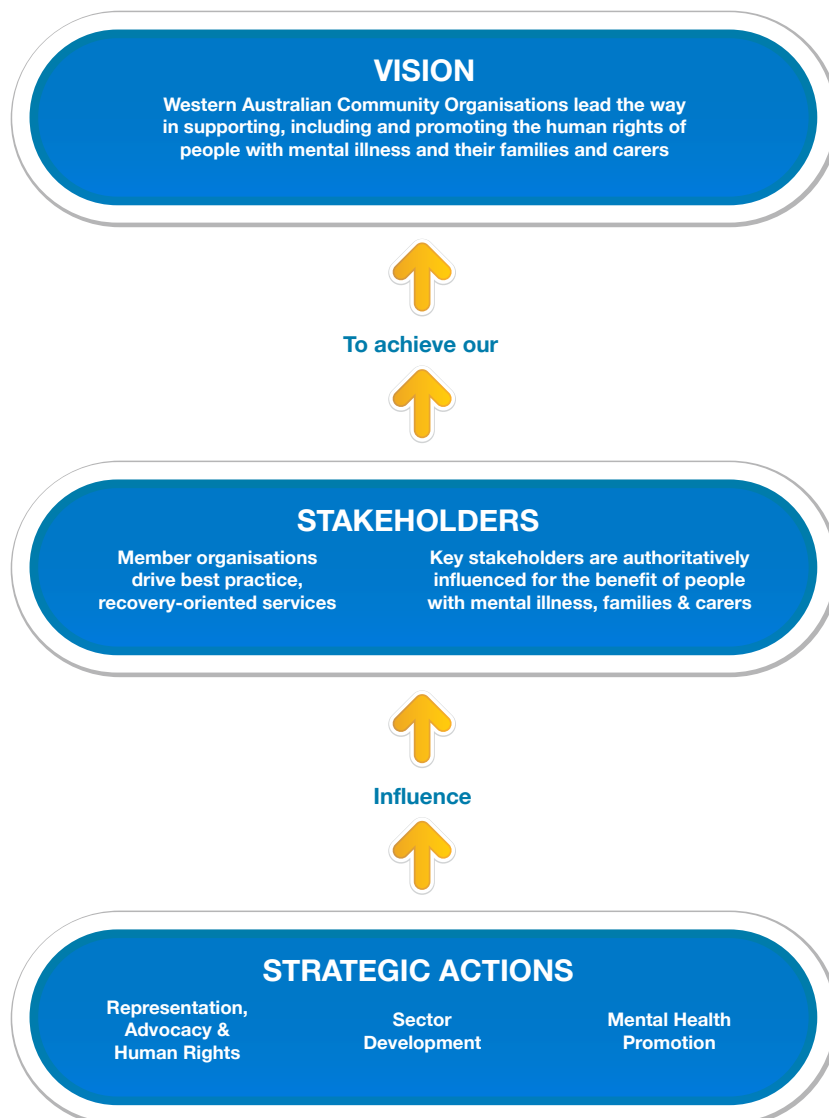 VISION
Western Australian Community Organisations lead the way
in supporting, including and promoting the human rights of
people with mental illness and their families and carers
To achieve our
STAKEHOLDERS
Member organisations
drive best practice,
recovery-oriented services
Key stakeholders are authoritatively
influenced for the benefit of people
with mental illness, families & carers
Influence
STRATEGIC ACTIONS
Representation,
Advocacy &
Human Rights
Sector
Development
Mental Health
Promotion